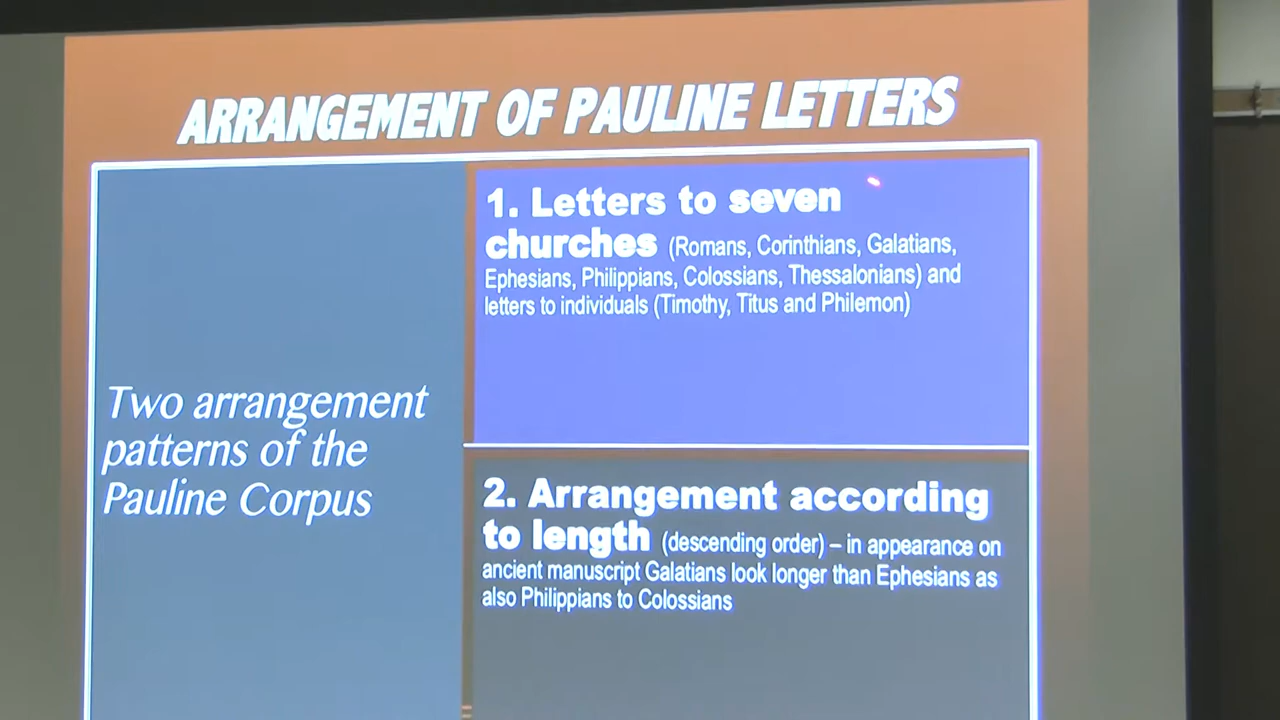 ARRANGEMENT OF PAULINE LETTERS
Two arrangement
patterns of the
Pauline Corpus
1. Letters to seven
churches (Romans, Corinthians, Galatians,
Ephesians, Philippians, Colossians, Thessalonians) and
letters to individuals (Timothy, Titus and Philemon)
2. Arrangement according
to length (descending order) – in appearance on
ancient manuscript Galatians look longer than Ephesians as
also Philippians to Colossians